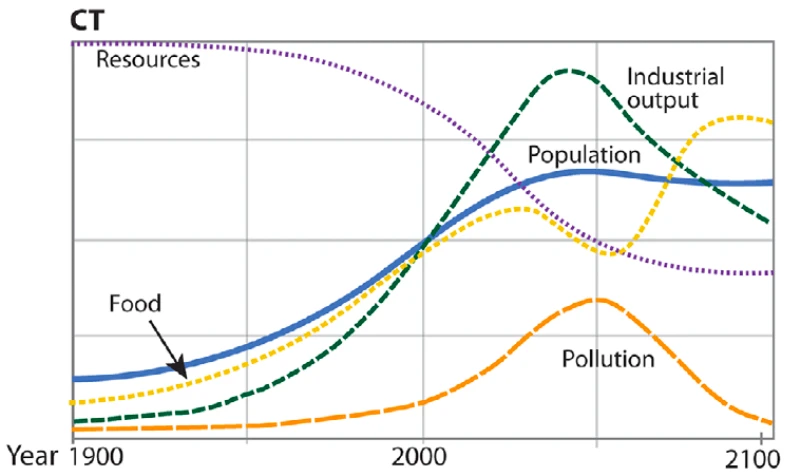 CT
Resources
Industrial
output
Population
Food
Pollution
Year 1900 2000 2100